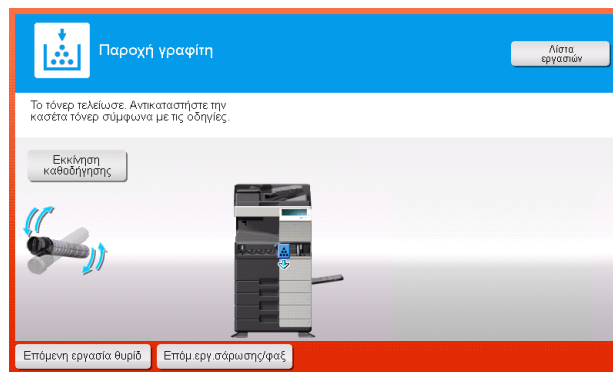 Παροχή γραφίτη
Λίστα
εργασιών
Το τόνερ τελείωσε. Αντικαταστήστε την
κασέτα τόνερ σύμφωνα με τις οδηγίες.
Εκκίνηση
καθοδήγησης
Επόμενη εργασία θυρίδ
Επόμ.εργ.σάρωσης/φαξ